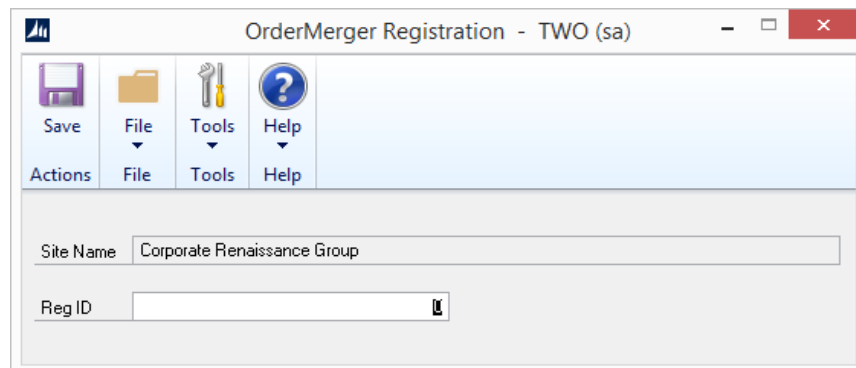 OrderMerger Registration - TWO (sa)
Save File Tools Help
Actions File Tools Help
Site Name Corporate Renaissance Group
Reg ID